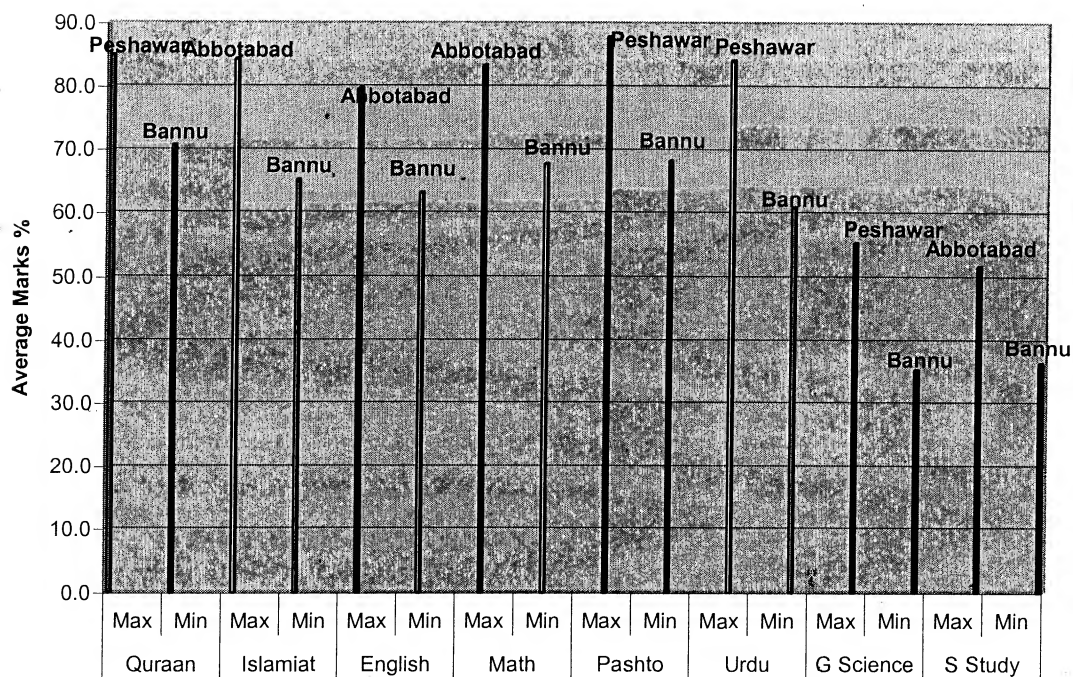 Average Marks %
90.0
80.0
70.0
60.0
50.0
40.0
30.0
20.0
10.0
0.0
Peshawar
Bannu
Abbotabad
Bannu
Abbotabad
Bannu
Abbotabad
Bannu
Peshawar
Bannu
Peshawar
Bannu
Peshawar
Bannu
Abbotabad
Bannu
Max Min Max Min Max Min Max Min Max Min Max Min Max Min Max Min
Quraan Islamiat English Math Pashto Urdu G Science S Study